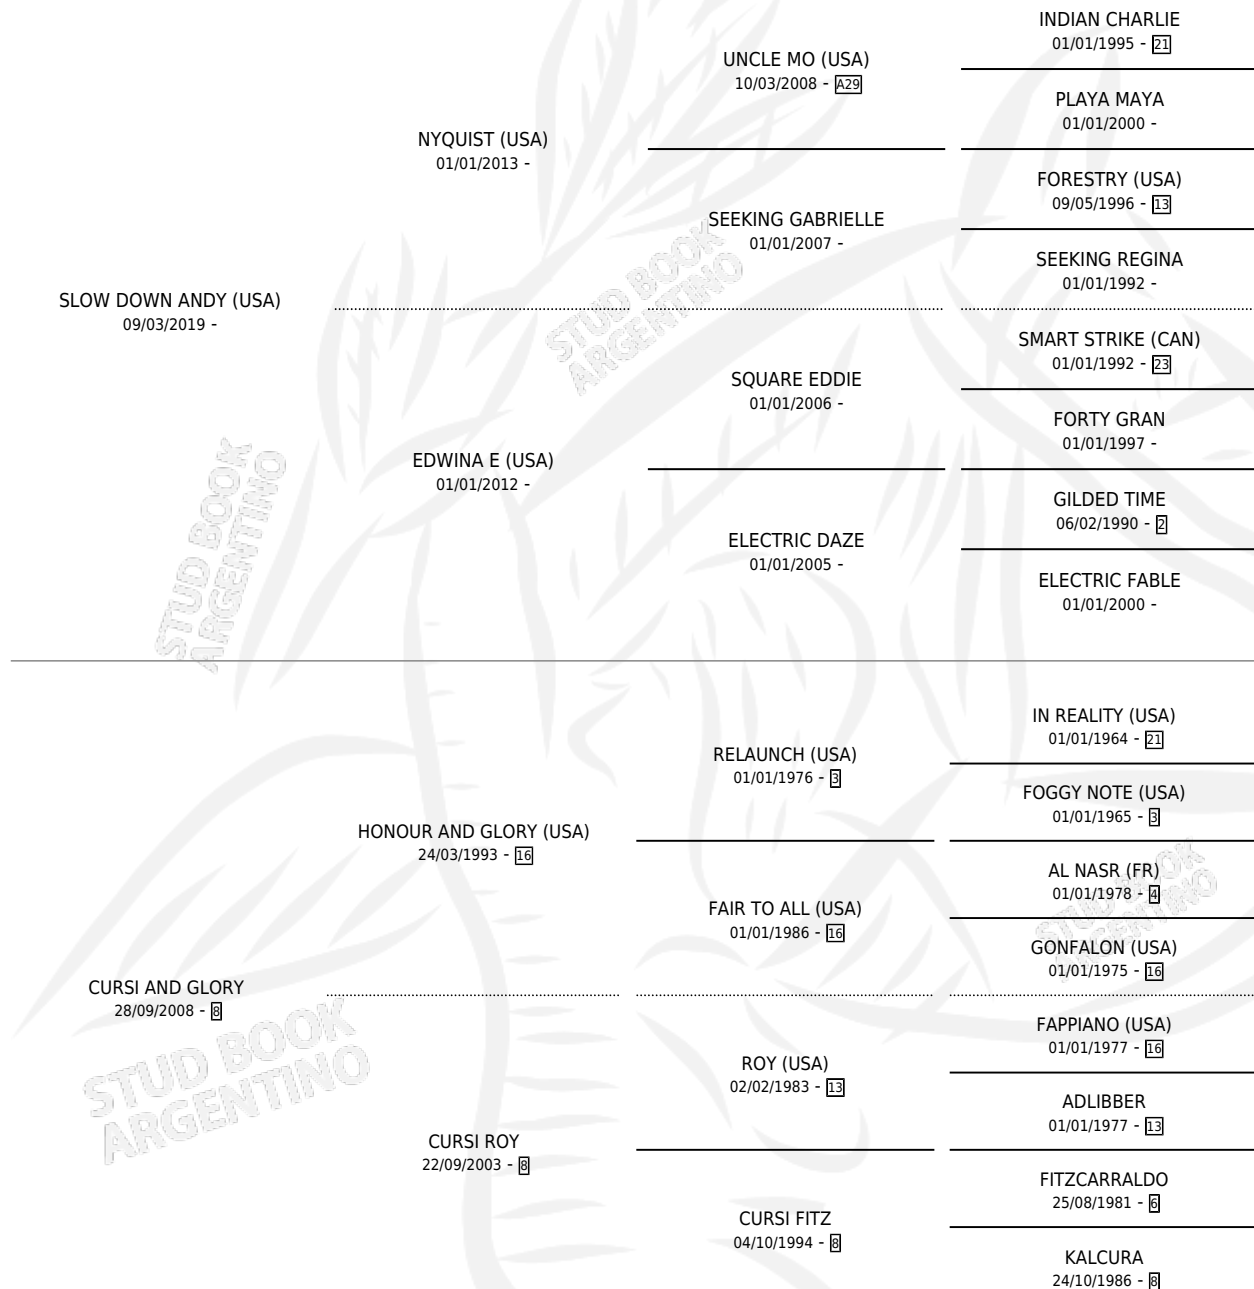 INDIAN CHARLIE
01/01/1995 - 21
UNCLE MO (USA)
10/03/2008 - A29
PLAYA MAYA
01/01/2000 -
NYQUIST (USA)
01/01/2013 -
FORESTRY (USA)
09/05/1996 - 13
SEEKING GABRIELLE
01/01/2007 -
SEEKING REGINA
01/01/1992 -
SLOW DOWN ANDY (USA)
09/03/2019 -
SMART STRIKE (CAN)
01/01/1992 - 23
SQUARE EDDIE
01/01/2006 -
FORTY GRAN
01/01/1997 -
EDWINA E (USA)
01/01/2012 -
GILDED TIME
06/02/1990 - 2
ELECTRIC DAZE
01/01/2005 -
ELECTRIC FABLE
01/01/2000 -
IN REALITY (USA)
01/01/1964 - 21
RELAUNCH (USA)
01/01/1976 - 3
FOGGY NOTE (USA)
01/01/1965 - 3
HONOUR AND GLORY (USA)
24/03/1993 - 16
AL NASR (FR)
01/01/1978 - 4
FAIR TO ALL (USA)
01/01/1986 - 16
GONFALON (USA)
01/01/1975 - 16
CURSI AND GLORY
28/09/2008 - 8
FAPPIANO (USA)
01/01/1977 - 16
ROY (USA)
02/02/1983 - 13
ADLIBBER
01/01/1977 - 13
CURSI ROY
22/09/2003 - 8
FITZCARRALDO
25/08/1981 - 6
CURSI FITZ
04/10/1994 - 8
KALCURA
24/10/1986 - 8
STUD BOOK
ARGENTINO
STUD BOOK
ARGENTINO
STUD BOOK
ARGENTINO
STUD BOOK
ARGENTINO